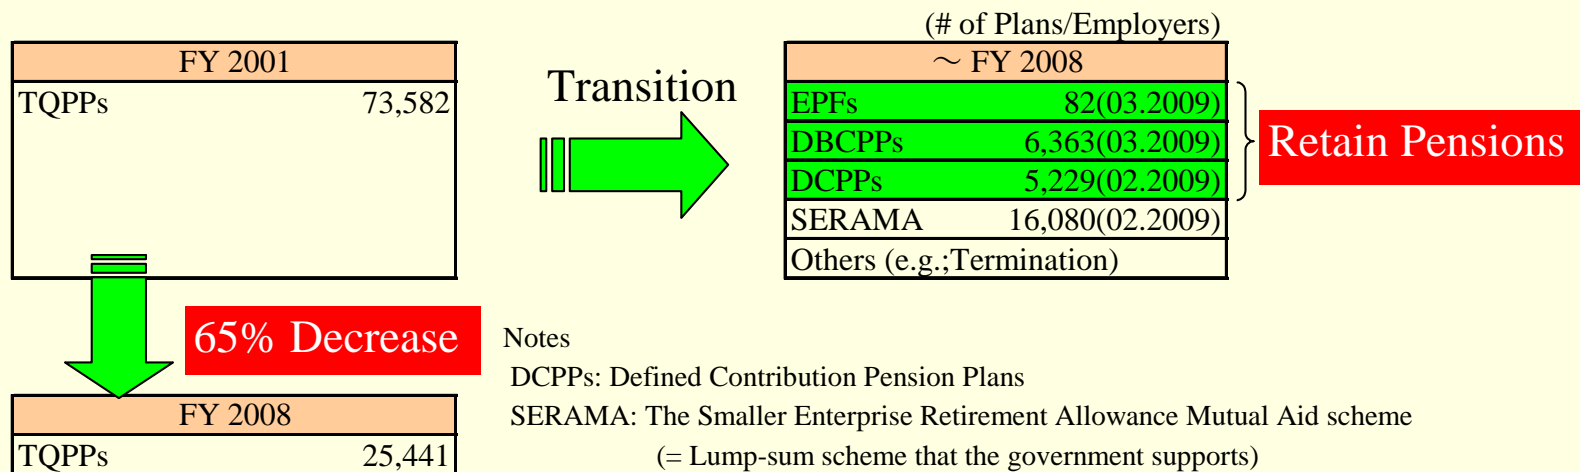 (# of Plans/Employers)
FY 2001
TQPPs 73,582
Transition
～ FY 2008
EPFs 82(03.2009)
DBCPPs 6,363(03.2009)
DCPPs 5,229(02.2009)
SERAMA 16,080(02.2009)
Others (e.g.;Termination)
Retain Pensions
65% Decrease
FY 2008
TQPPs 25,441
Notes
DCPPs: Defined Contribution Pension Plans
SERAMA: The Smaller Enterprise Retirement Allowance Mutual Aid scheme
(= Lump-sum scheme that the government supports)